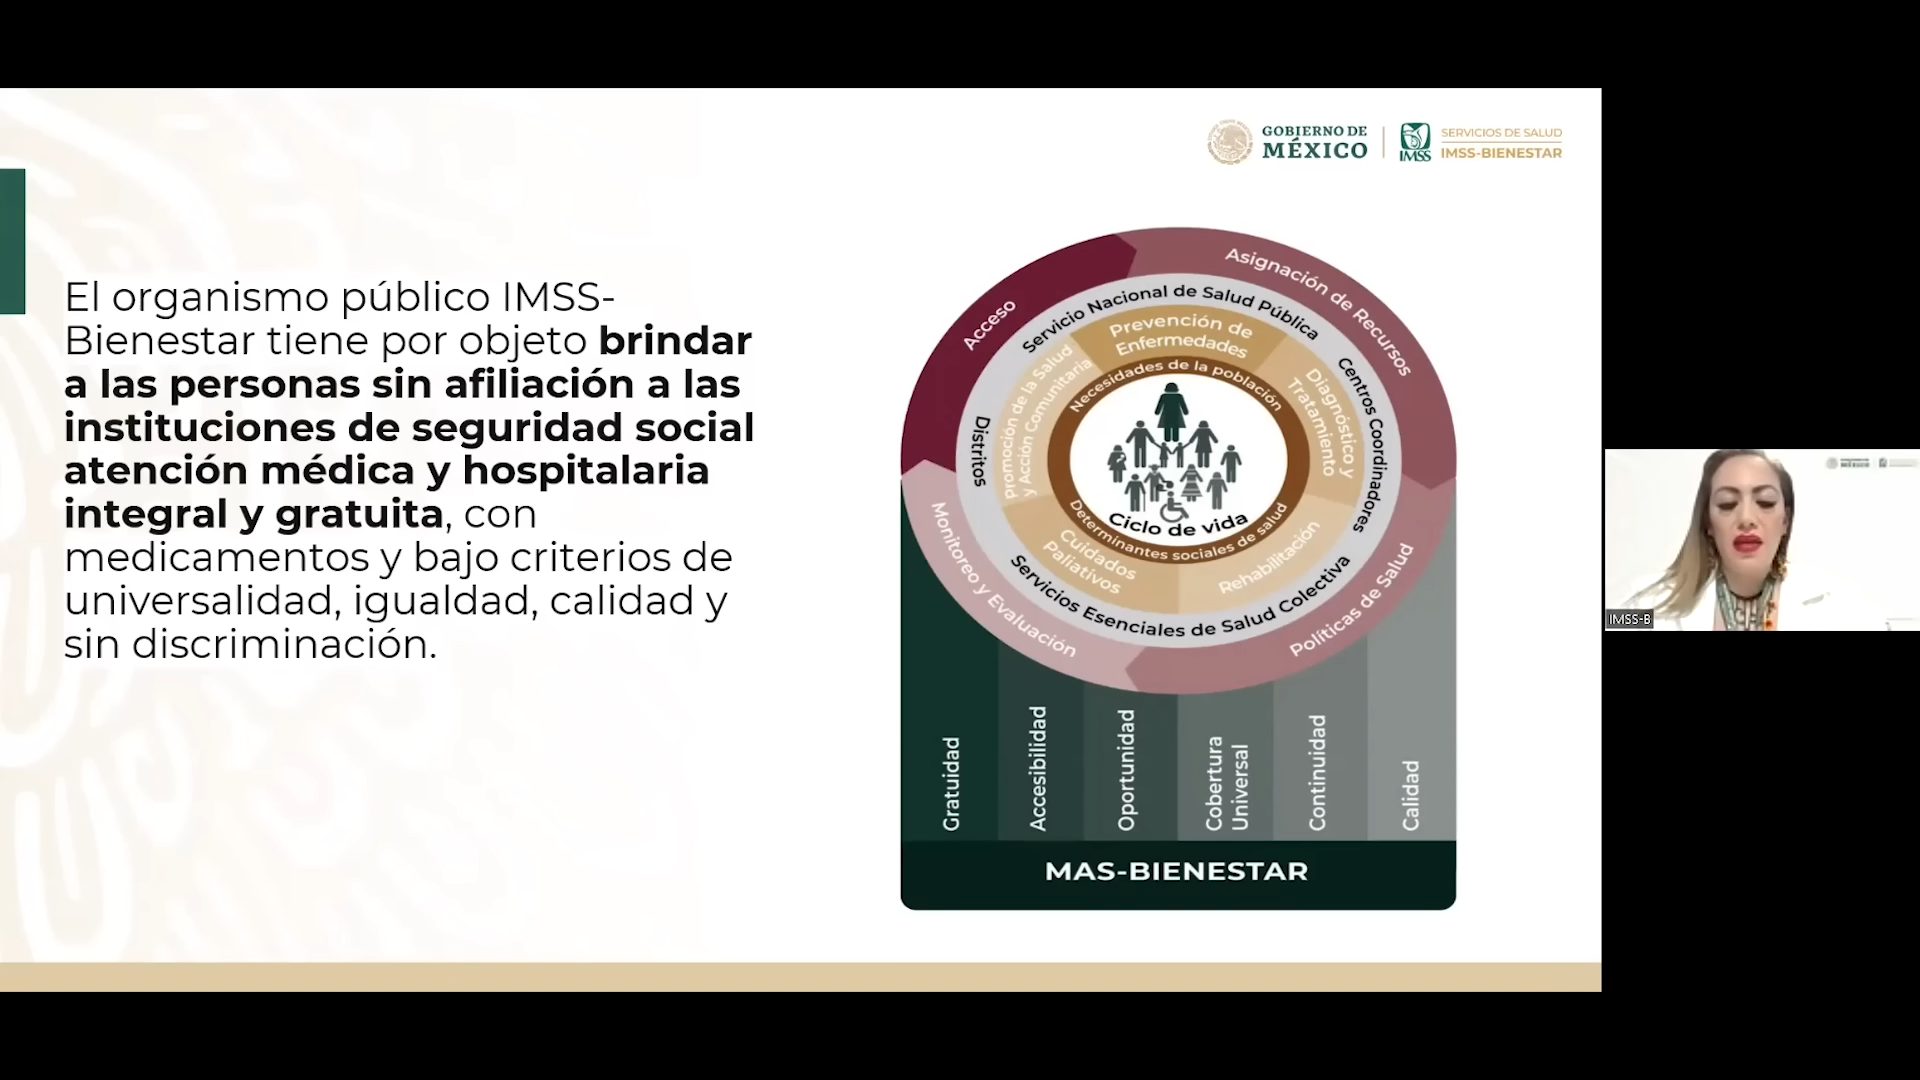 GOBIERNO DE
MÉXICO
IMSS
SERVICIOS DE SALUD
IMSS-BIENESTAR
El organismo público IMSS-
Bienestar tiene por objeto brindar
a las personas sin afiliación a las
instituciones de seguridad social
atención médica y hospitalaria
integral y gratuita, con
medicamentos y bajo criterios de
universalidad, igualdad, calidad y
sin discriminación.
Acceso
Asignación de Recursos
Políticas de Salud
Monitoreo y Evaluación
Servicio Nacional de Salud Pública
Centros Coordinadores
Servicios Esenciales de Salud Colectiva
Distritos
Prevención de
Enfermedades
Diagnóstico y
Tratamiento
Rehabilitación
Cuidados
Paliativos
Promoción de la Salud
y Acción Comunitaria
Necesidades de la población
Determinantes sociales de salud
Ciclo de vida
Gratuidad
Accesibilidad
Oportunidad
Cobertura
Universal
Continuidad
Calidad
MAS-BIENESTAR
IMSS-B